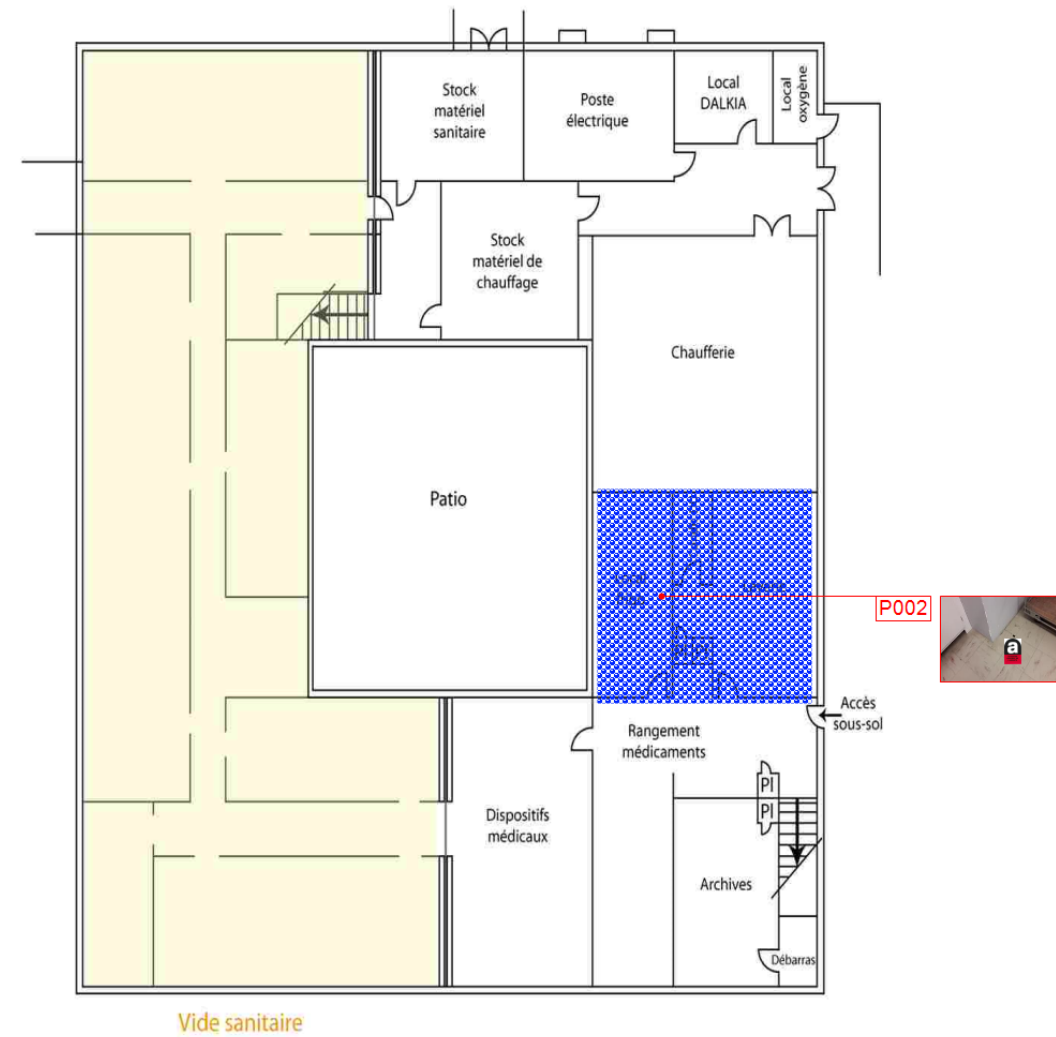 Stock
matériel
sanitaire
Poste
électrique
Local
DALKIA
Local
oxygène
Stock
matériel de
chauffage
Chaufferie
Patio
P002
a
Accès
sous-sol
Rangement
médicaments
PI
PI
Dispositifs
médicaux
Archives
Débarras
Vide sanitaire